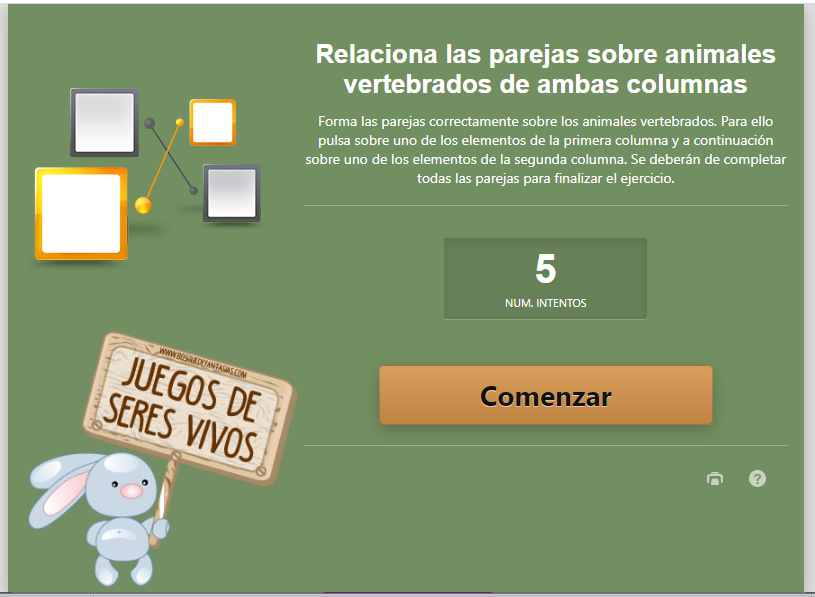 Relaciona las parejas sobre animales
vertebrados de ambas columnas
Forma las parejas correctamente sobre los animales vertebrados. Para ello
pulsa sobre uno de los elementos de la primera columna y a continuación
sobre uno de los elementos de la segunda columna. Se deberán de completar
todas las parejas para finalizar el ejercicio.
5
NUM. INTENTOS
Comenzar
WWW.BOSQUEDEFANTASIAS.COM
JUEGOS DE
SERES VIVOS
?